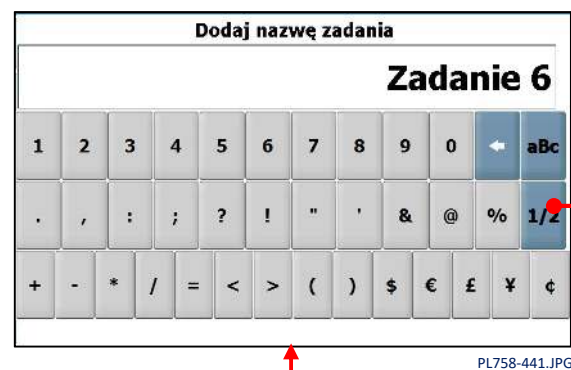 Dodaj nazwę zadania
Zadanie 6
1 2 3 4 5 6 7 8 9 0 aBc
. , : ; ? ! " ' & @ % 1/2
+ - * / = < > ( ) $ € £ ¥ ¢
PL758-441.JPG